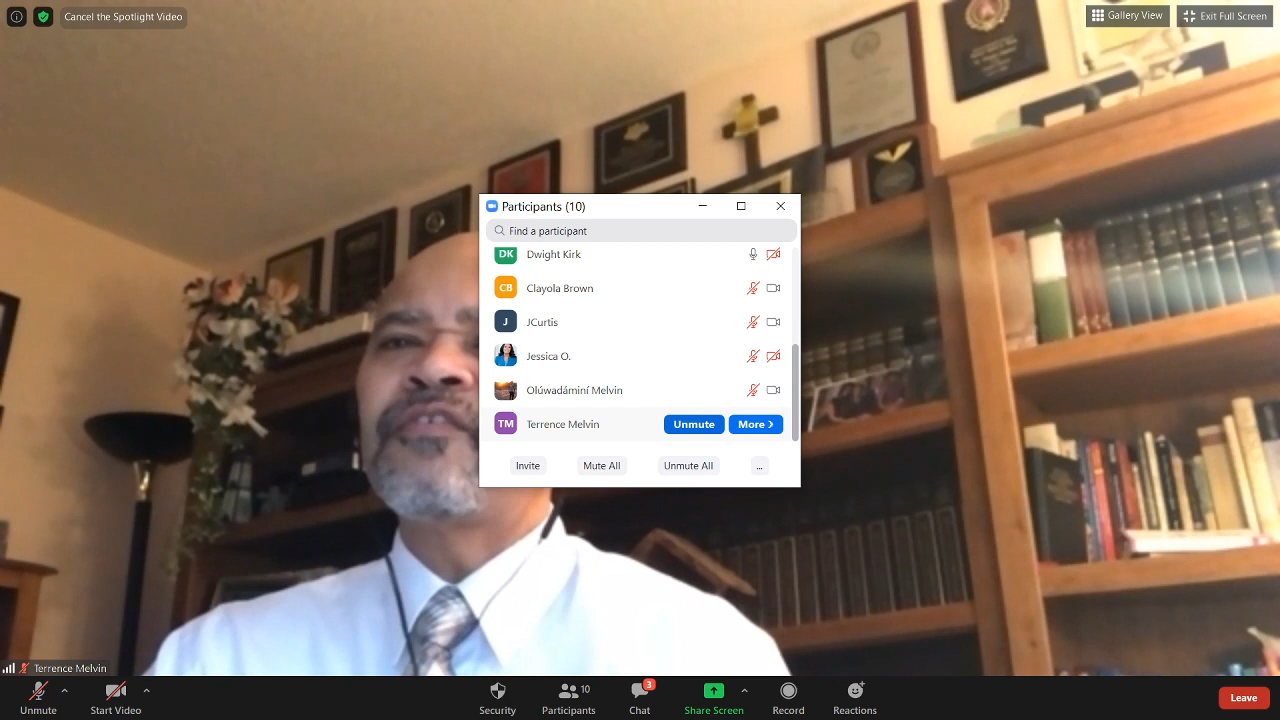 Cancel the Spotlight Video
Gallery View
Exit Full Screen
Participants (10)
Find a participant
DK Dwight Kirk
CB Clayola Brown
J JCurtis
Jessica O.
Olúwadáminí Melvin
TM Terrence Melvin Unmute More
Invite Mute All Unmute All ...
Terrence Melvin
Unmute Start Video Security 10 Participants 3 Chat Share Screen Record Reactions Leave